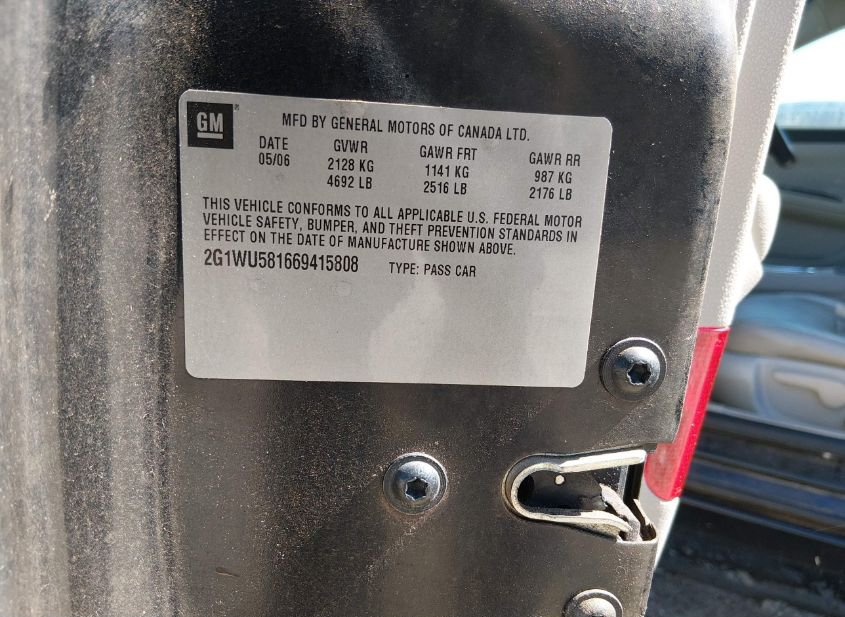 GM
MFD BY GENERAL MOTORS OF CANADA LTD.
DATE GVWR GAWR FRT GAWR RR
05/06 2128 KG 1141 KG 987 KG
4692 LB 2516 LB 2176 LB
THIS VEHICLE CONFORMS TO ALL APPLICABLE U.S. FEDERAL MOTOR
VEHICLE SAFETY, BUMPER, AND THEFT PREVENTION STANDARDS IN
EFFECT ON THE DATE OF MANUFACTURE SHOWN ABOVE.
2G1WU581669415808 TYPE: PASS CAR